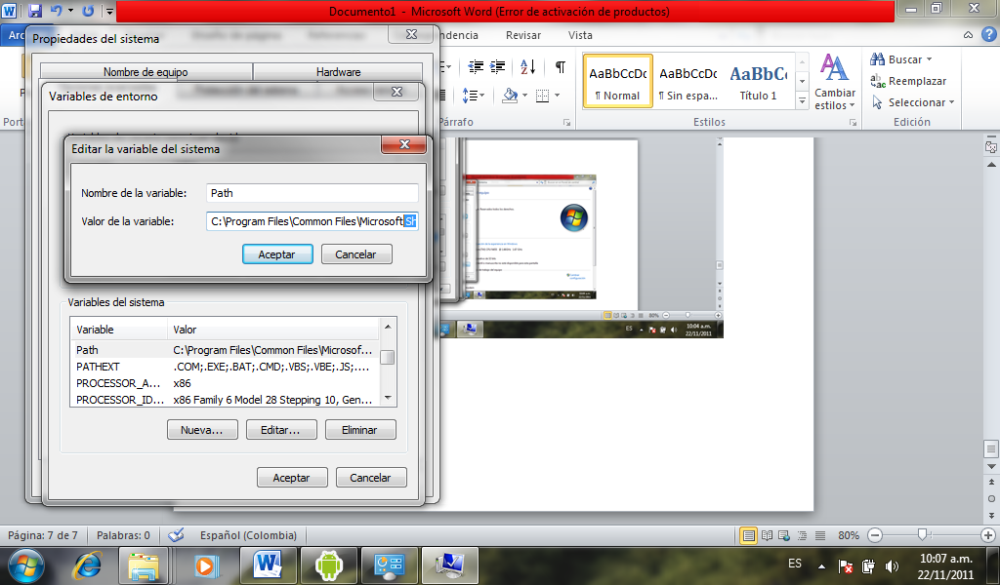 Documento1 - Microsoft Word (Error de activación de productos)
Propiedades del sistema
Revisar
Vista
Nombre de equipo
Hardware
Variables de entorno
Editar la variable del sistema
Nombre de la variable:
Path
Valor de la variable:
C:\Program Files\Common Files\Microsoft Sh
Aceptar
Cancelar
AaBbCcDc
AaBbCcDc
AaBbC
¶ Normal
¶ Sin espa...
Título 1
Cambiar
estilos
Buscar
Reemplazar
Seleccionar
Estilos
Edición
Variables del sistema
Variable
Valor
Path
C:\Program Files\Common Files\Microsof...
PATHEXT
.COM;.EXE;.BAT;.CMD;.VBS;.VBE;.JS;....
PROCESSOR_A...
x86
PROCESSOR_ID...
x86 Family 6 Model 28 Stepping 10, Gen...
Nueva...
Editar...
Eliminar
Aceptar
Cancelar
80%
ES
10:04 a.m.
22/11/2011
Página: 7 de 7
Palabras: 0
Español (Colombia)
80%
ES
10:07 a.m.
22/11/2011